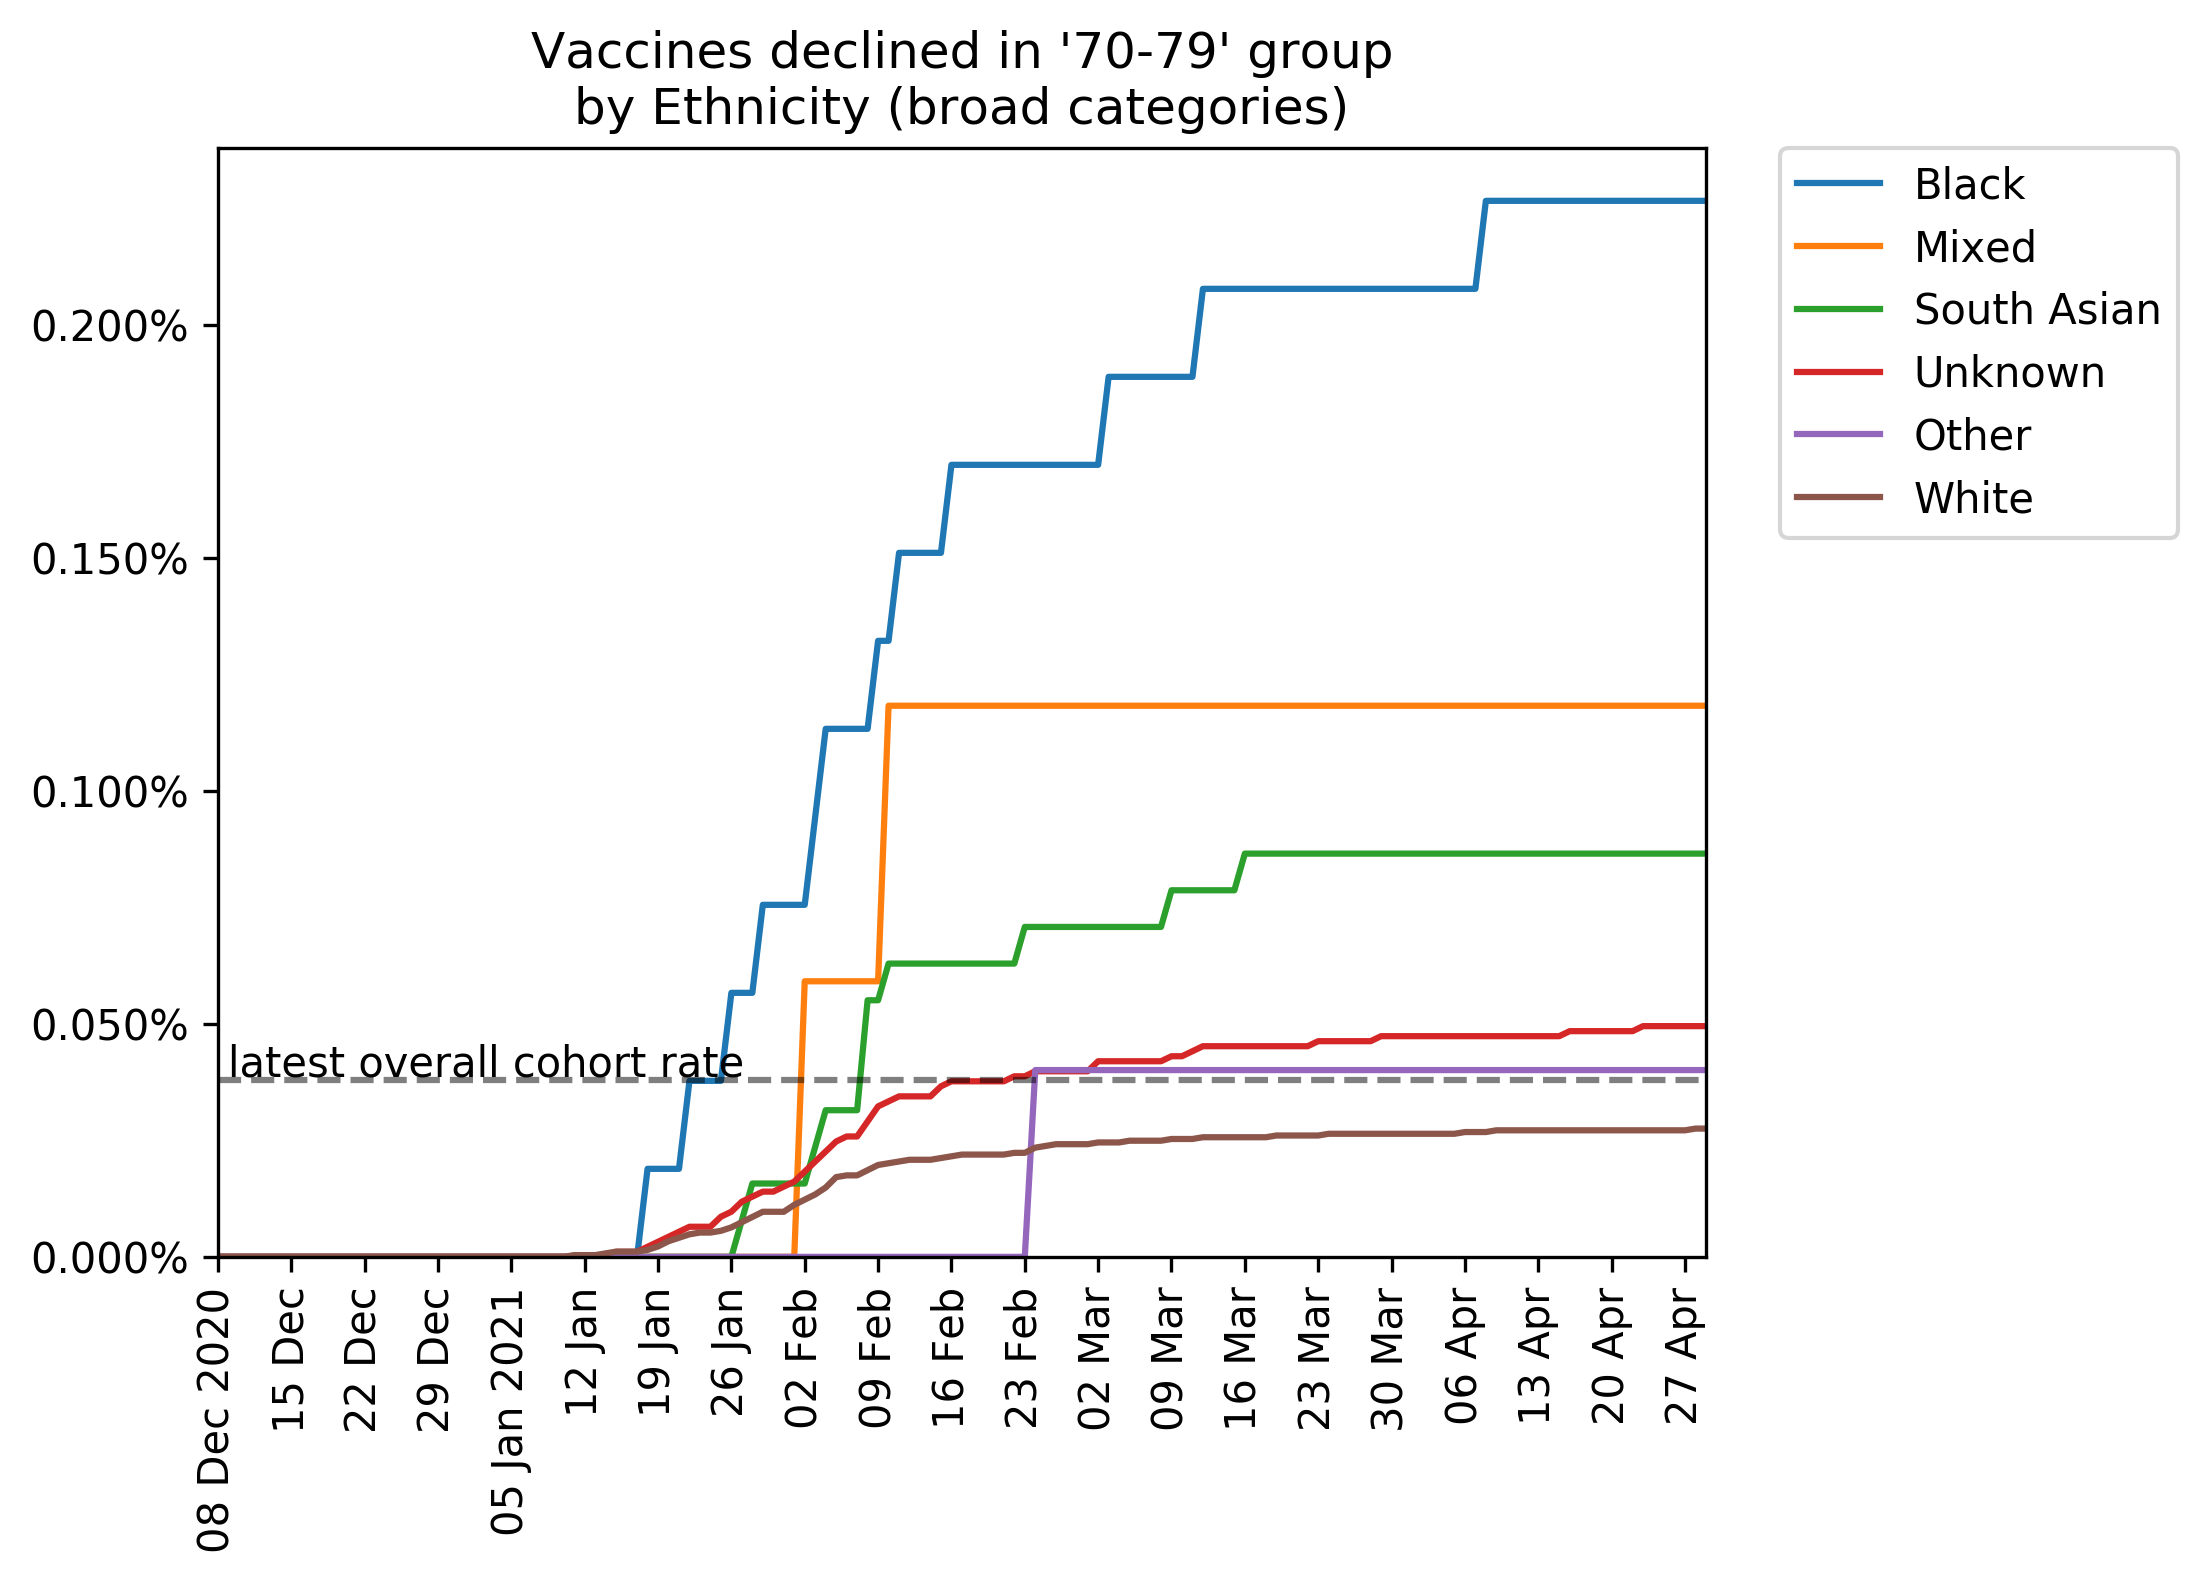 Vaccines declined in '70-79' group
by Ethnicity (broad categories)
Black
Mixed
South Asian
Unknown
Other
White
0.200%
0.150%
0.100%
0.050%
0.000%
latest overall cohort rate
08 Dec 2020
15 Dec
22 Dec
29 Dec
05 Jan 2021
12 Jan
19 Jan
26 Jan
02 Feb
09 Feb
16 Feb
23 Feb
02 Mar
09 Mar
16 Mar
23 Mar
30 Mar
06 Apr
13 Apr
20 Apr
27 Apr